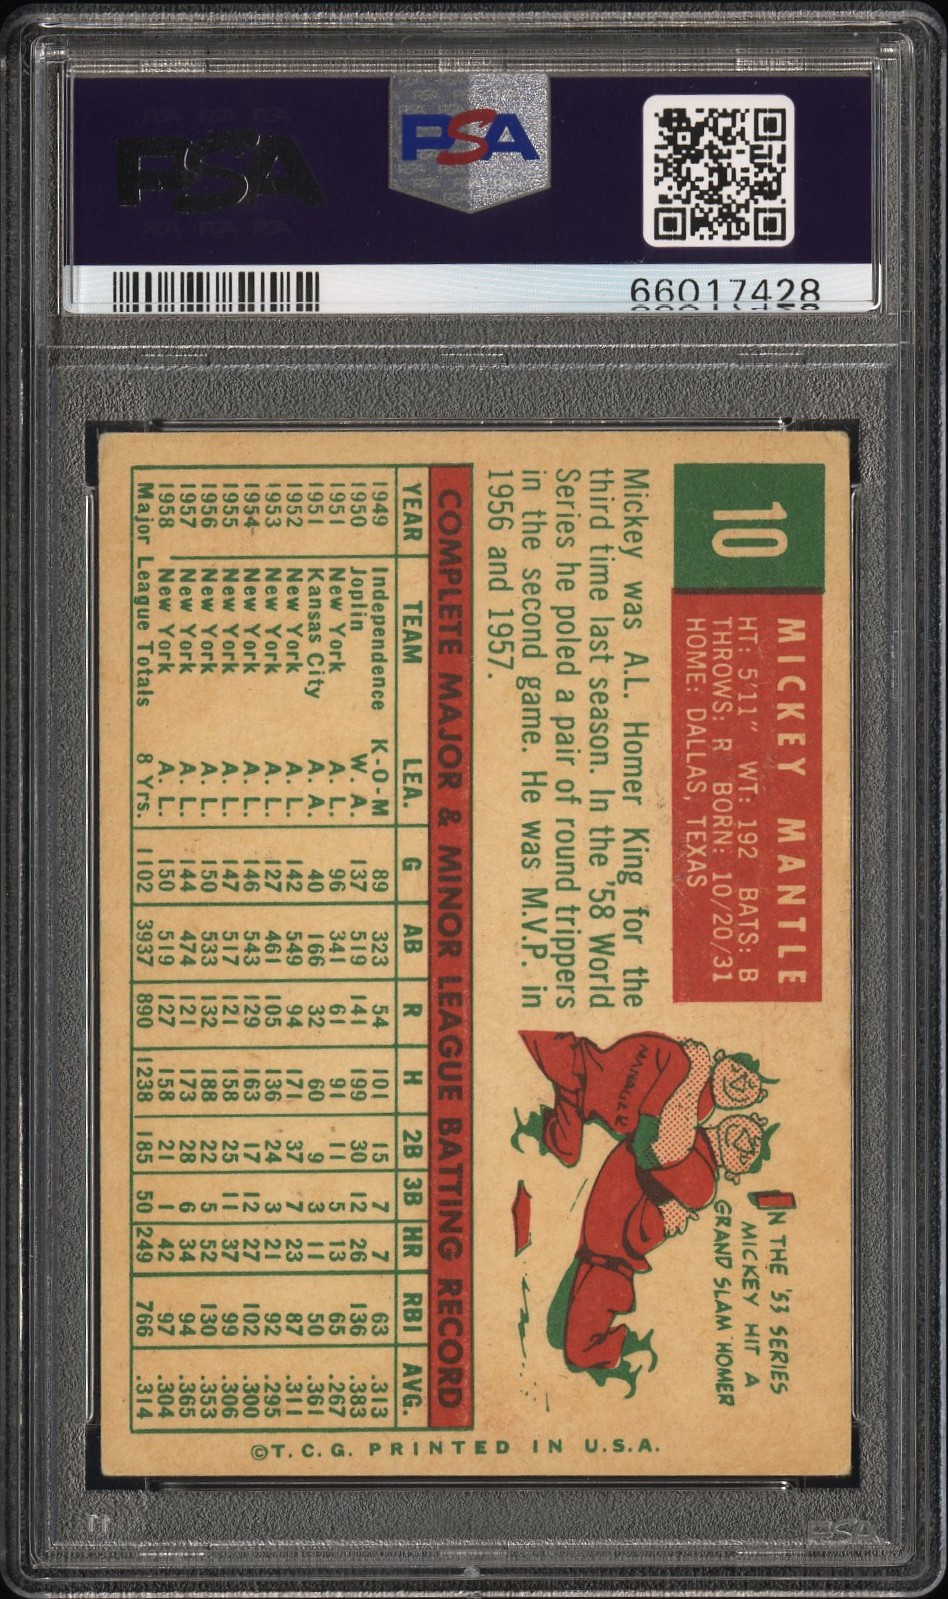 PSA
PSA
66017428
10
MICKEY MANTLE
HT: 5'11" WT: 192 BATS: B
THROWS: R BORN: 10/20/31
HOME: DALLAS, TEXAS
Mickey was A.L. Homer King for the
third time last season. In the '58 World
Series he poled a pair of round trippers
in the second game. He was M.V.P. in
1956 and 1957.
MANAGER
IN THE '53 SERIES
MICKEY HIT A
GRAND SLAM HOMER
COMPLETE MAJOR & MINOR LEAGUE BATTING RECORD
YEAR TEAM LEA. G AB R H 2B 3B HR RBI AVG.
1949 Independence K-O-M 89 323 54 101 15 7 7 63 .313
1950 Joplin W. A. 137 519 141 199 30 12 26 136 .383
1951 New York A. L. 96 341 61 91 11 5 13 65 .267
1951 Kansas City A. A. 40 166 32 60 9 3 11 50 .361
1952 New York A. L. 142 549 94 171 37 7 23 87 .311
1953 New York A. L. 127 461 105 136 24 3 21 92 .295
1954 New York A. L. 146 543 129 163 17 12 27 102 .300
1955 New York A. L. 147 517 121 158 25 11 37 99 .306
1956 New York A. L. 150 533 132 188 22 5 52 130 .353
1957 New York A. L. 144 474 121 173 28 6 34 94 .365
1958 New York A. L. 150 519 127 158 21 1 42 97 .304
Major League Totals 8 Yrs. 1102 3937 890 1238 185 50 249 766 .314
©T.C.G. PRINTED IN U.S.A.
PSA